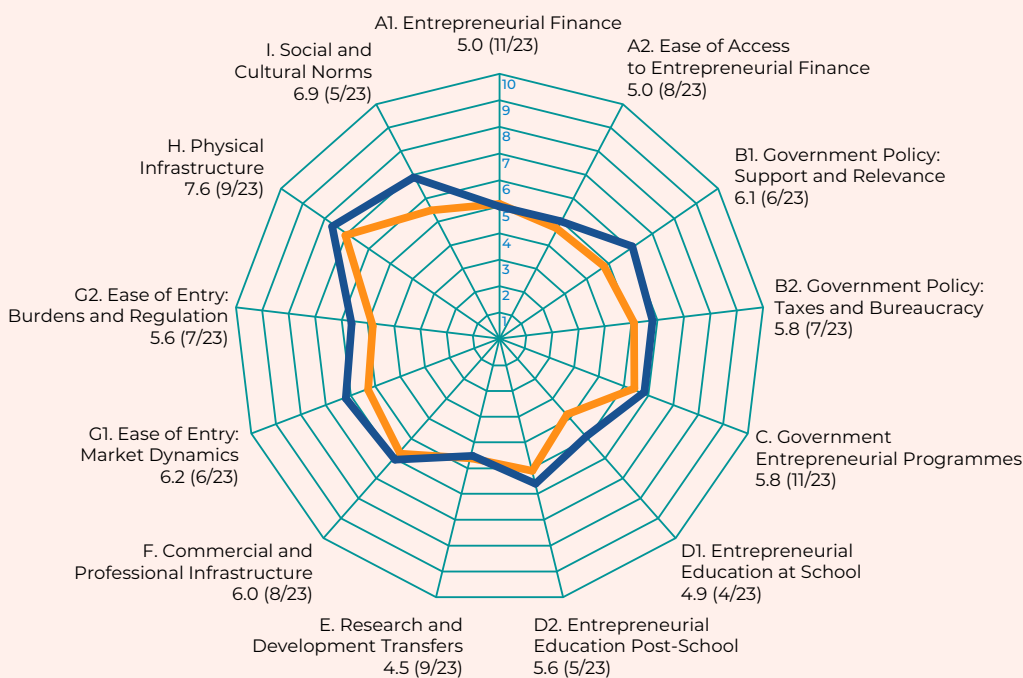 A1. Entrepreneurial Finance
5.0 (11/23)
A2. Ease of Access
to Entrepreneurial Finance
5.0 (8/23)
B1. Government Policy:
Support and Relevance
6.1 (6/23)
B2. Government Policy:
Taxes and Bureaucracy
5.8 (7/23)
C. Government
Entrepreneurial Programmes
5.8 (11/23)
D1. Entrepreneurial
Education at School
4.9 (4/23)
D2. Entrepreneurial
Education Post-School
5.6 (5/23)
E. Research and
Development Transfers
4.5 (9/23)
F. Commercial and
Professional Infrastructure
6.0 (8/23)
G1. Ease of Entry:
Market Dynamics
6.2 (6/23)
G2. Ease of Entry:
Burdens and Regulation
5.6 (7/23)
H. Physical
Infrastructure
7.6 (9/23)
I. Social and
Cultural Norms
6.9 (5/23)
10
9
8
7
6
5
4
3
2
1